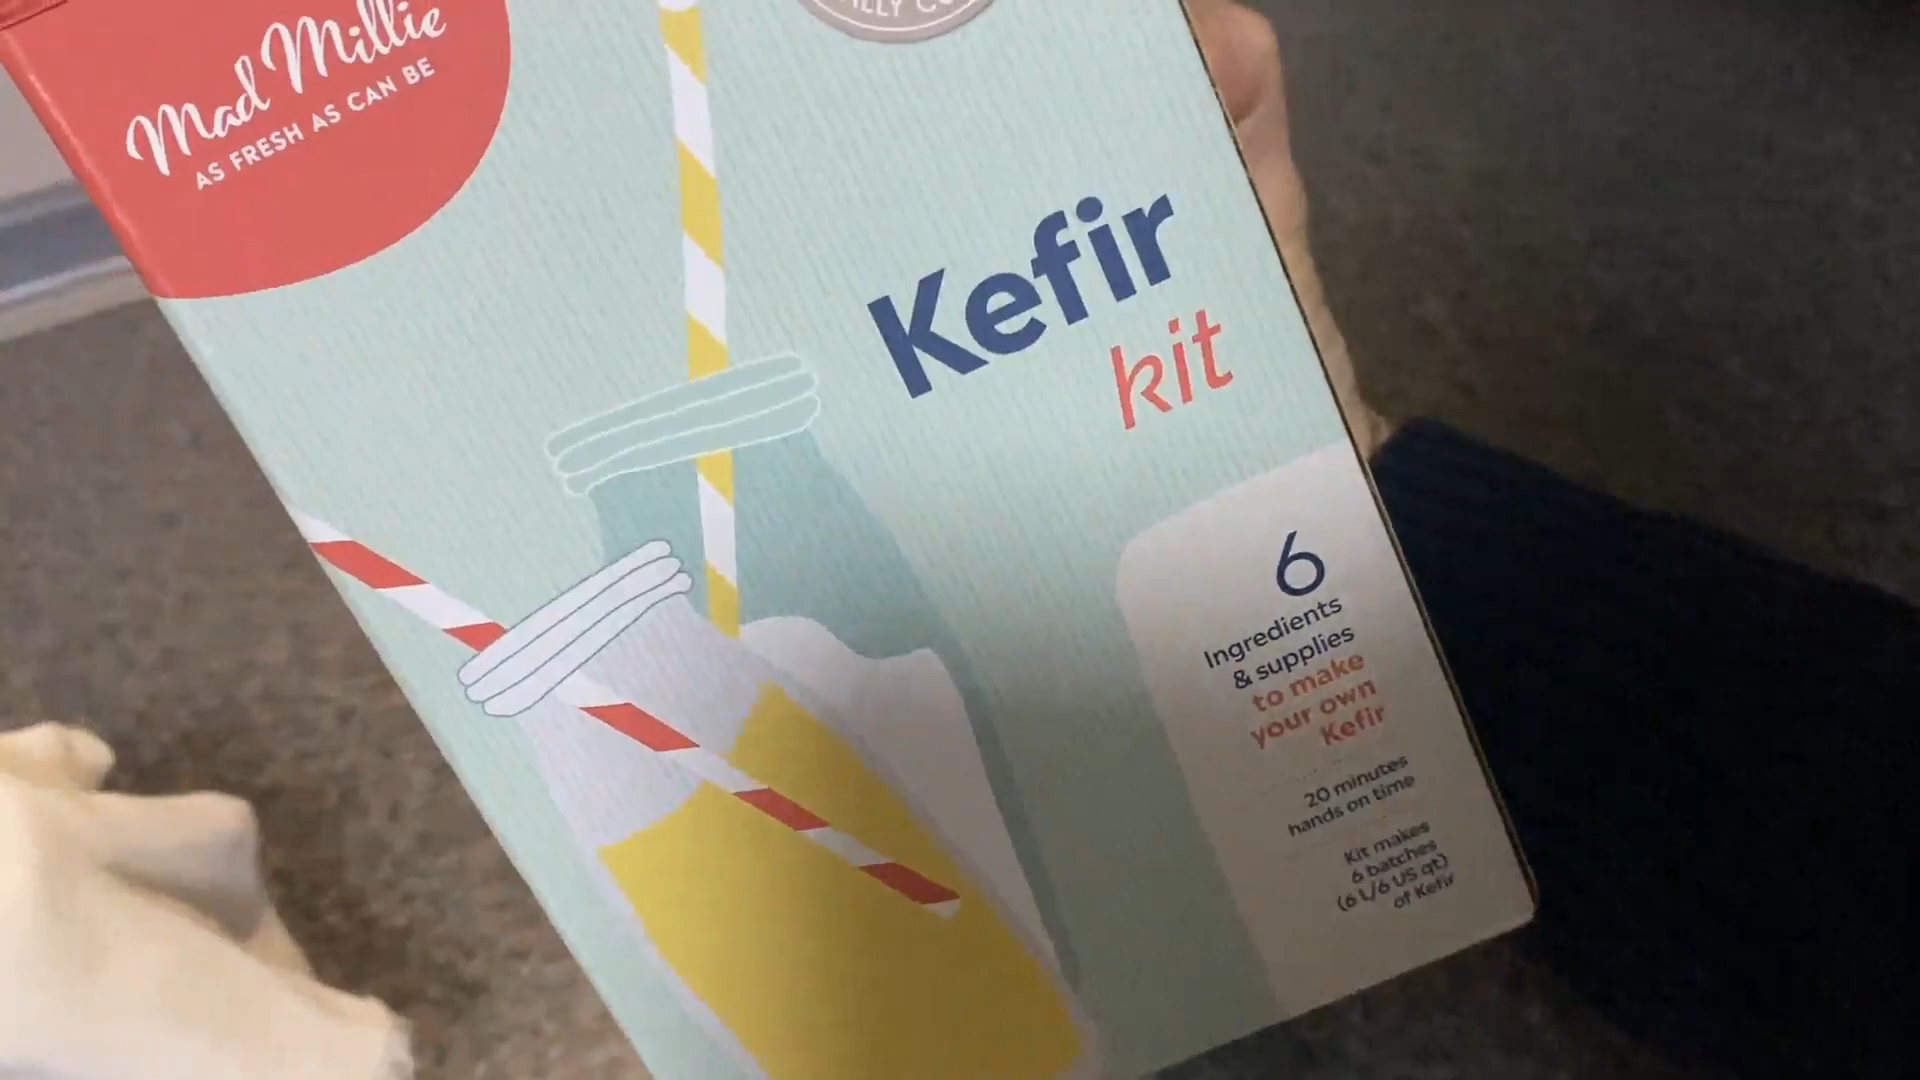 Mad Millie
AS FRESH AS CAN BE
Kefir
kit
6
Ingredients
& supplies
to make
your own
Kefir
20 minutes
hands on time
Kit makes
6 batches
(6 L/6 US qt)
of Kefir